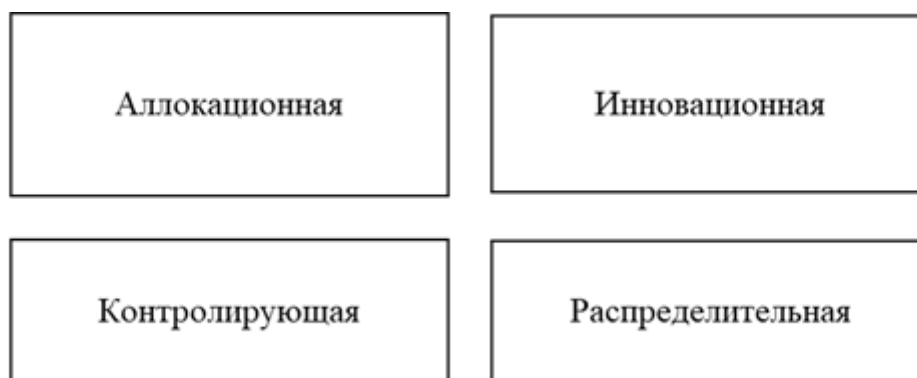 Аллокационная
Инновационная
Контролирующая
Распределительная